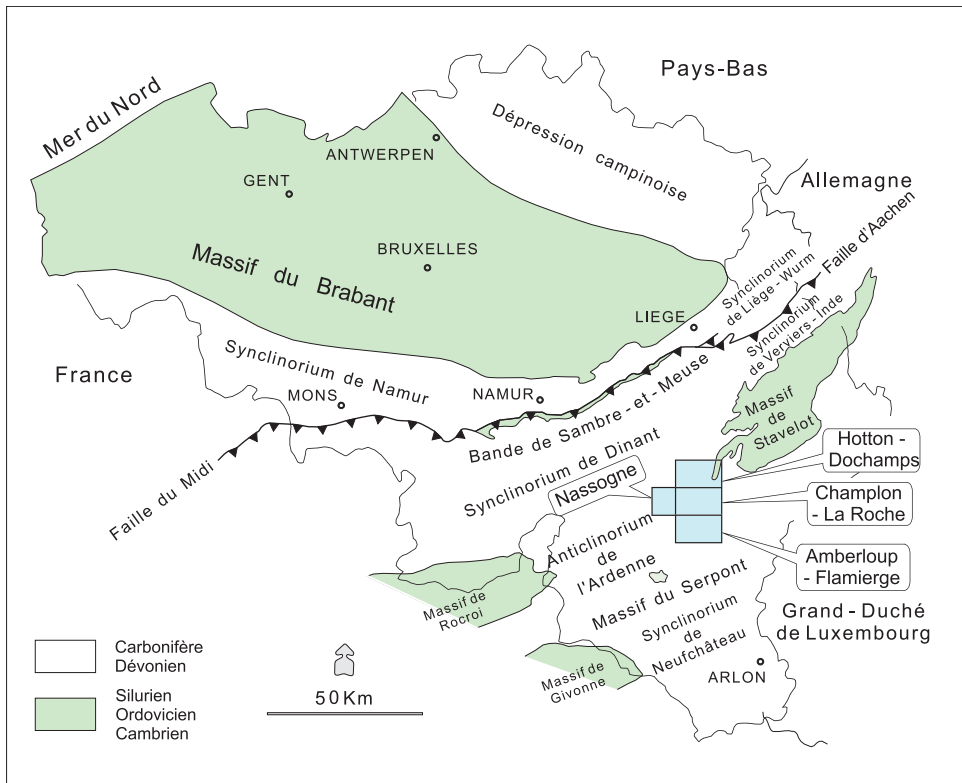 Pays-Bas
Mer du Nord
Dépression campinoise
ANTWERPEN
GENT
Allemagne
BRUXELLES
Massif du Brabant
Faille d'Aachen
Synclinorium
de Liège - Wurm
LIEGE
Synclinorium
de Verviers - Inde
France
Synclinorium de Namur
MONS
NAMUR
Bande de Sambre - et - Meuse
Massif
de
Stavelot
Faille du Midi
Synclinorium de Dinant
Hotton -
Dochamps
Nassogne
Champlon
- La Roche
Anticlinorium
de
l'Ardenne
Amberloup
- Flamierge
Massif de
Rocroi
Massif du Serpont
Grand - Duché
de Luxembourg
Synclinorium
de
Neufchâteau
Massif de
Givonne
ARLON
Carbonifère
Dévonien
Silurien
Ordovicien
Cambrien
50 Km